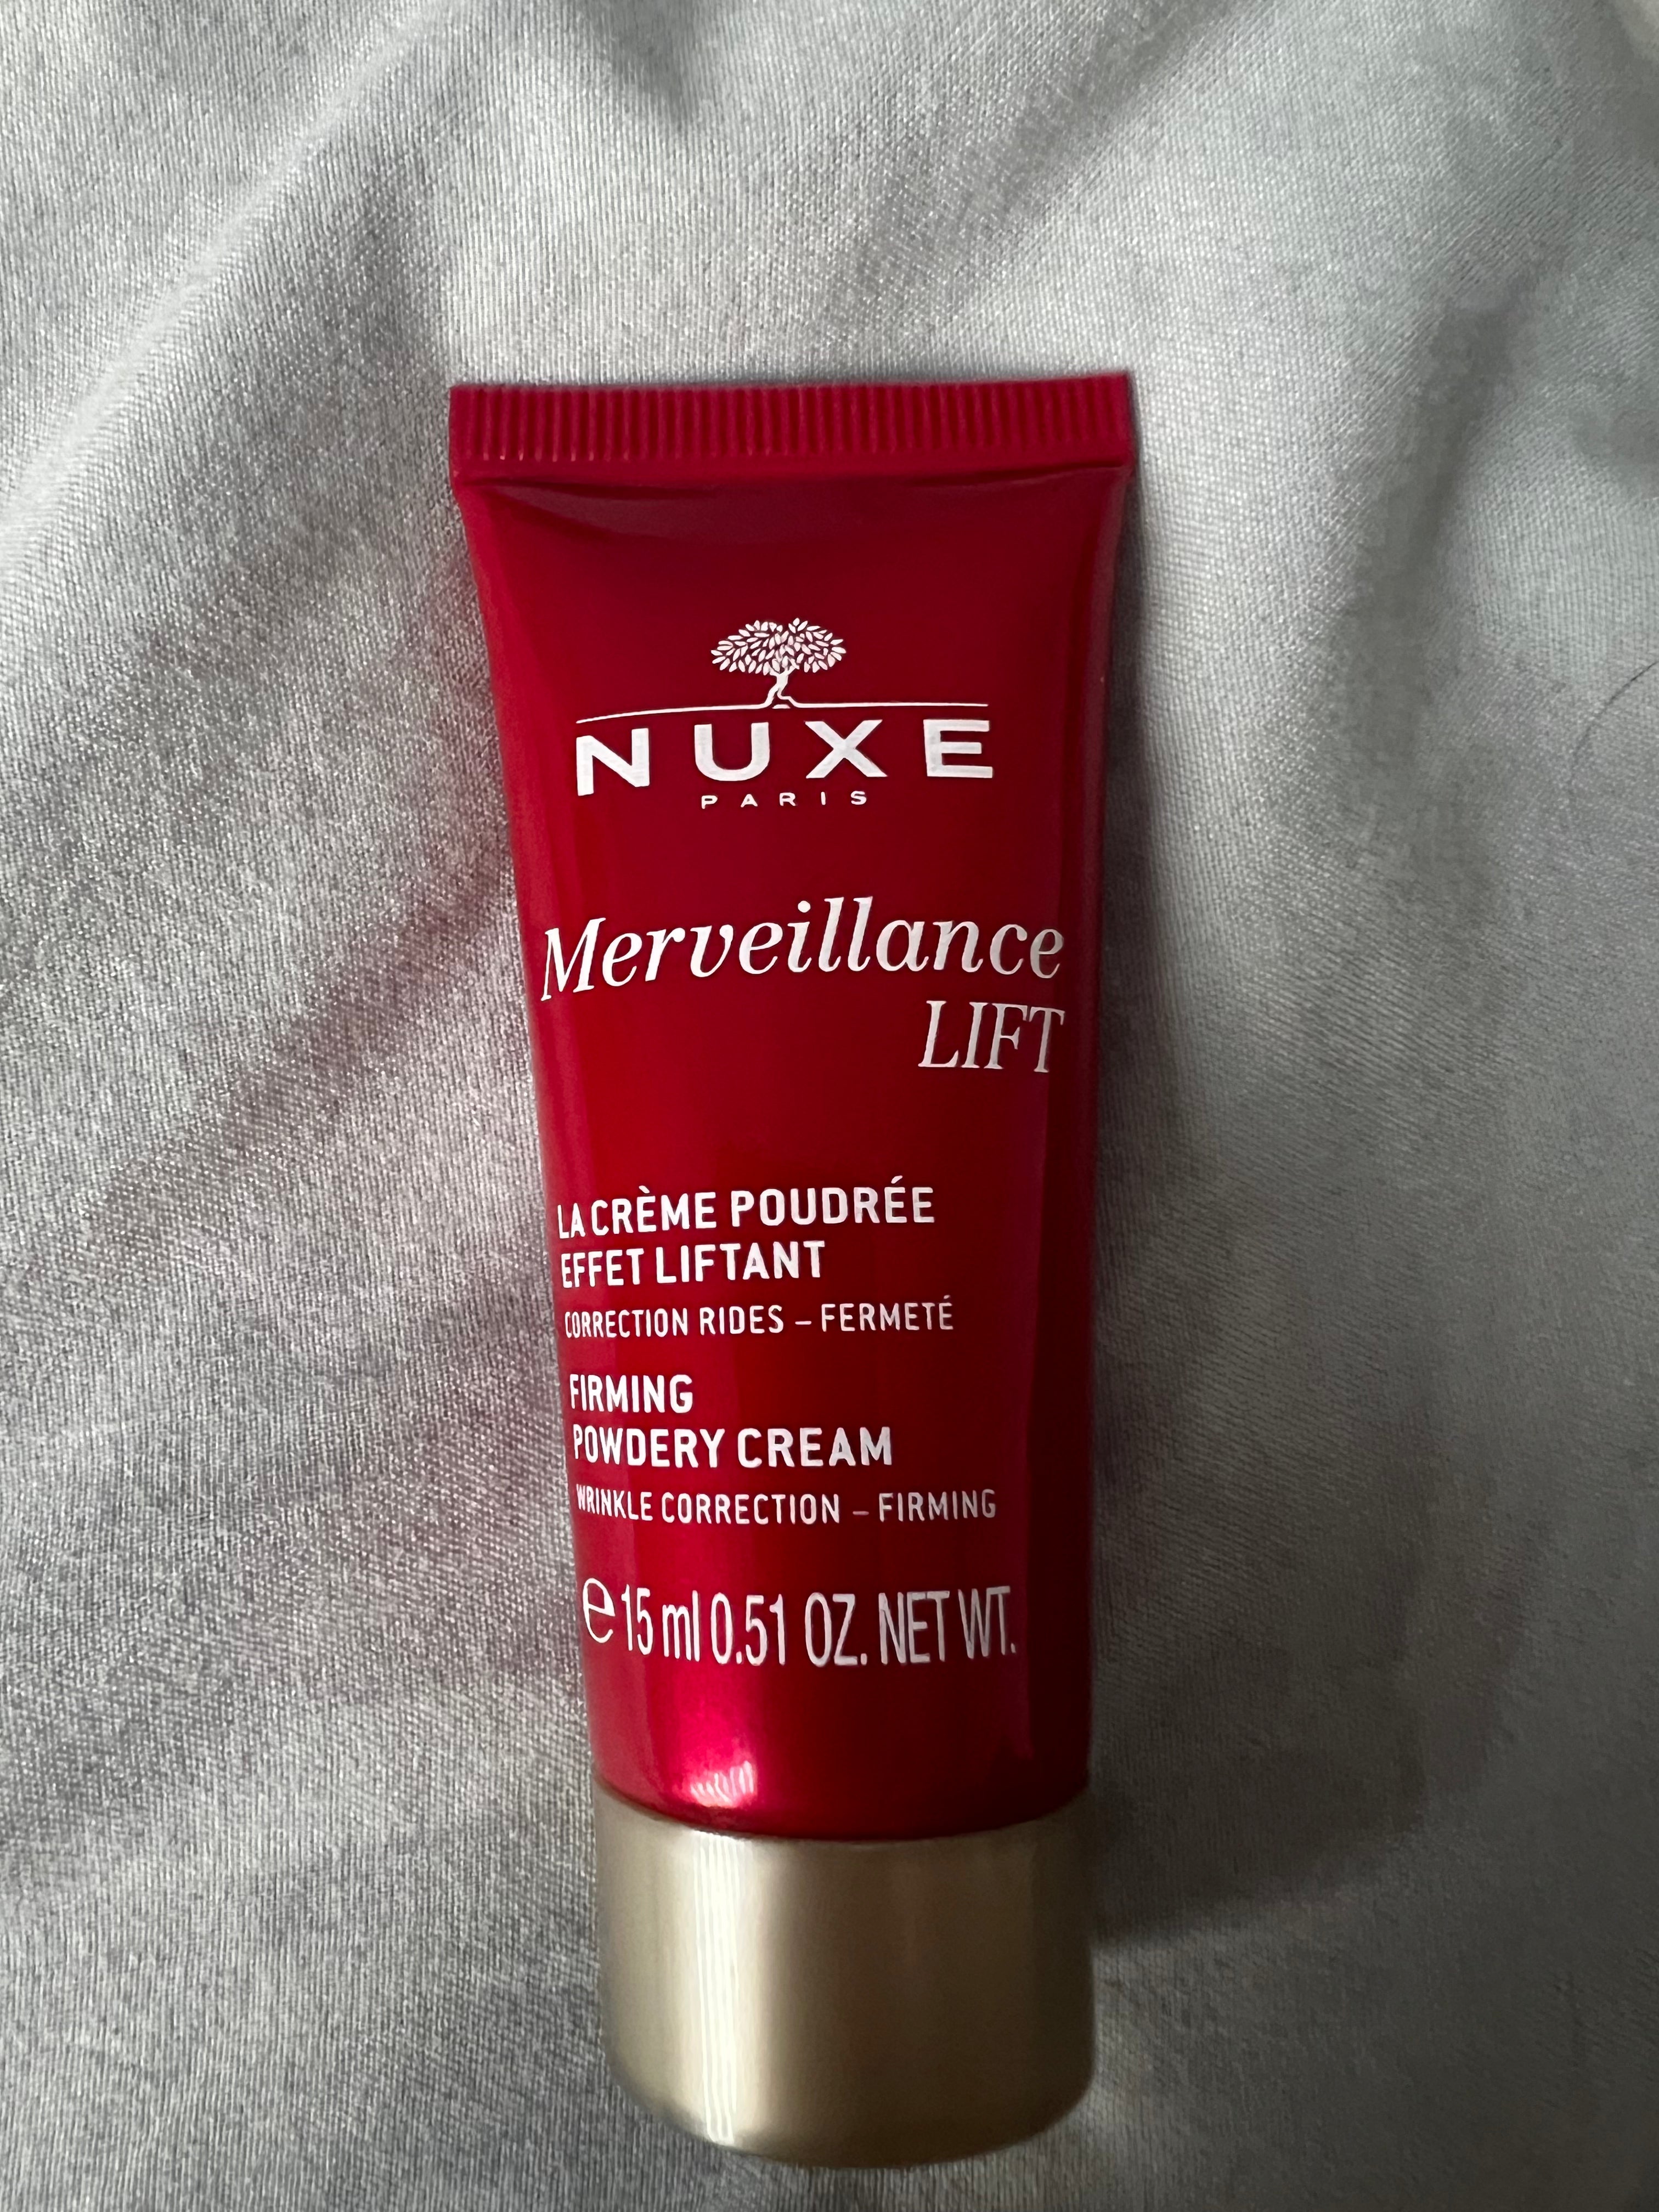 NUXE
PARIS
Merveillance
LIFT
LA CRÈME POUDRÉE
EFFET LIFTANT
CORRECTION RIDES – FERMETÉ
FIRMING
POWDERY CREAM
WRINKLE CORRECTION – FIRMING
℮ 15 ml 0.51 OZ. NET WT.